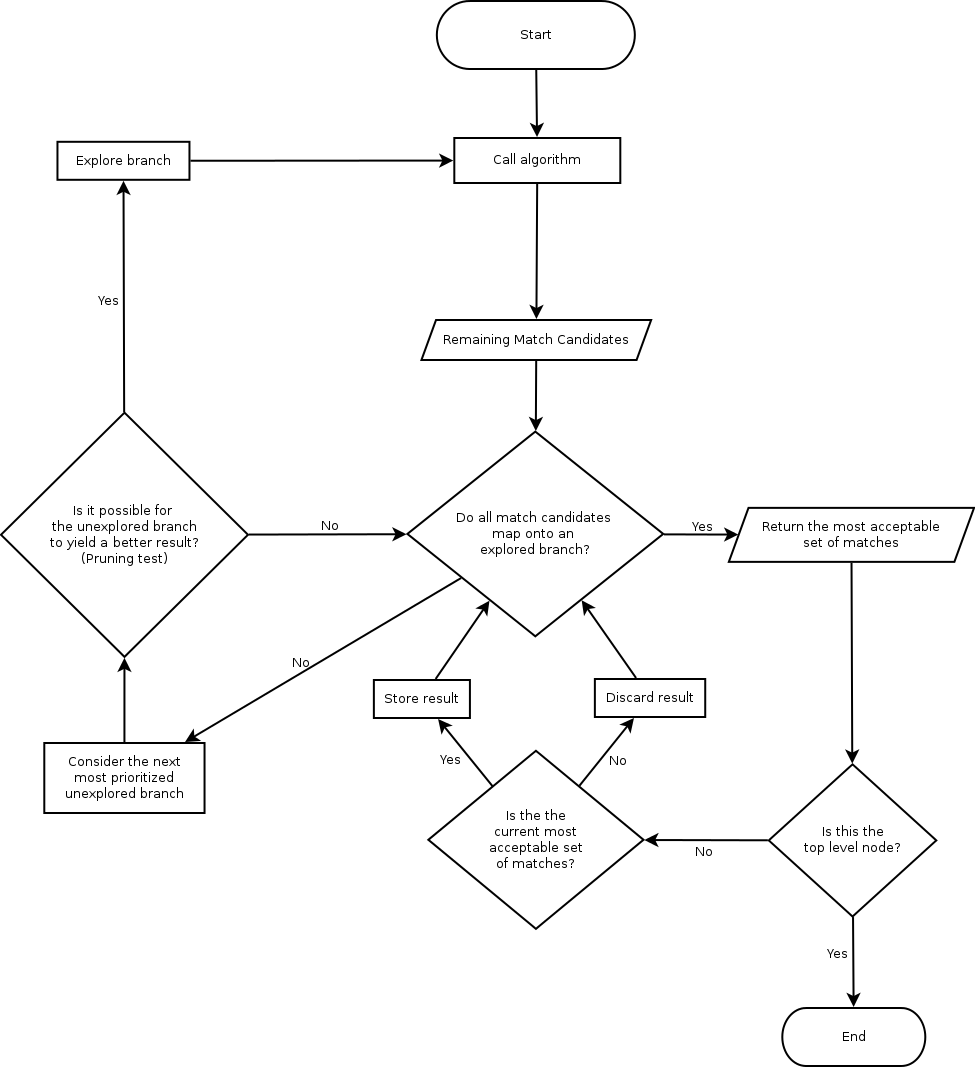 Start
Explore branch
Call algorithm
Yes
Remaining Match Candidates
Is it possible for
the unexplored branch
to yield a better result?
(Pruning test)
No
Do all match candidates
map onto an
explored branch?
Yes
Return the most acceptable
set of matches
No
Store result
Discard result
Consider the next
most prioritized
unexplored branch
Yes
No
Is the the
current most
acceptable set
of matches?
No
Is this the
top level node?
Yes
End